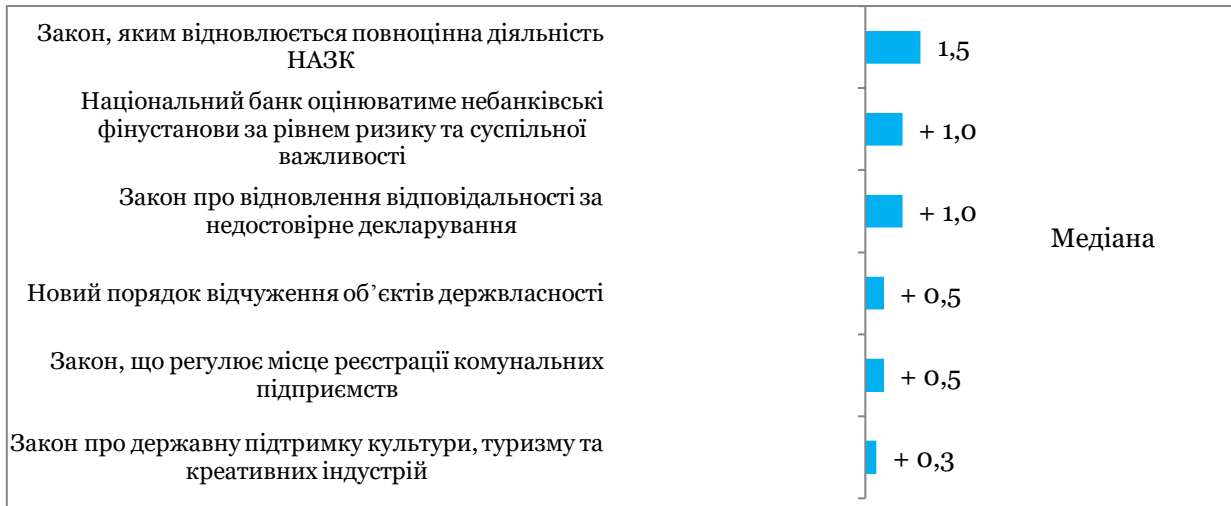 Закон, яким відновлюється повноцінна діяльність
НАЗК
1,5
Національний банк оцінюватиме небанківські
фінустанови за рівнем ризику та суспільної
важливості
+ 1,0
Закон про відновлення відповідальності за
недостовірне декларування
+ 1,0
Медіана
Новий порядок відчуження об’єктів держвласності
+ 0,5
Закон, що регулює місце реєстрації комунальних
підприємств
+ 0,5
Закон про державну підтримку культури, туризму та
креативних індустрій
+ 0,3